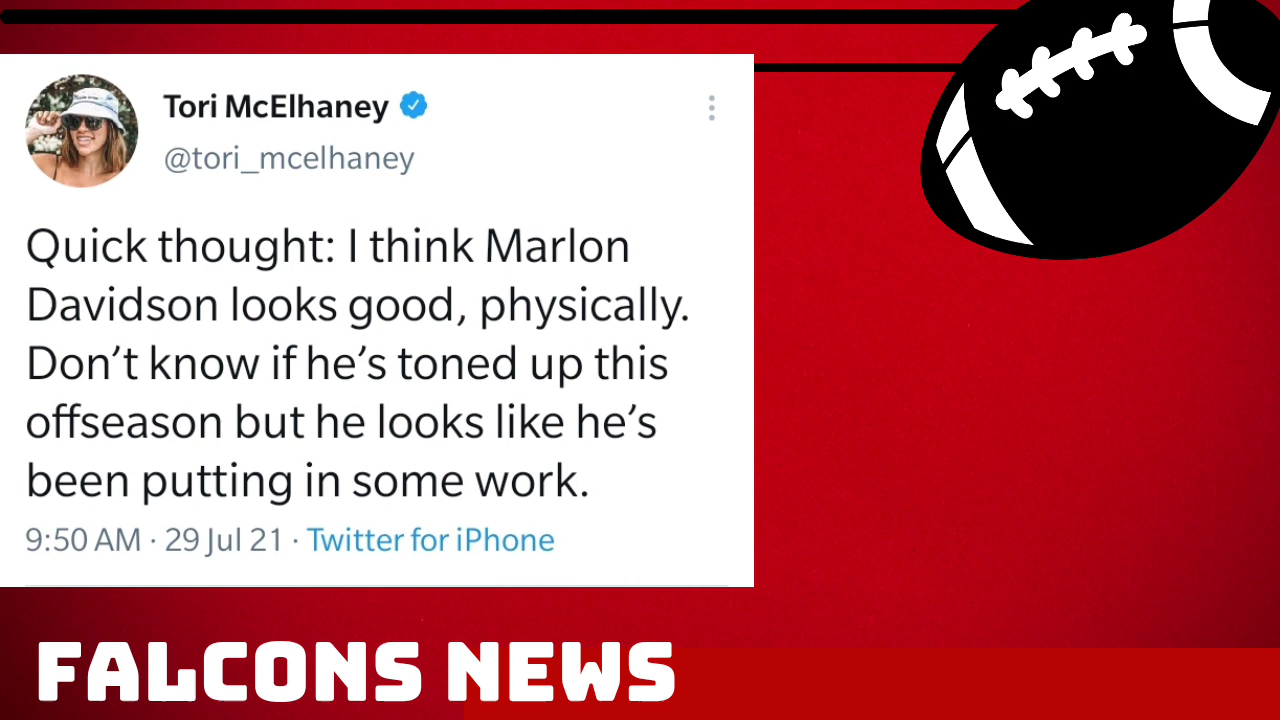 Tori McElhaney
@tori_mcelhaney
Quick thought: I think Marlon
Davidson looks good, physically.
Don’t know if he’s toned up this
offseason but he looks like he’s
been putting in some work.
9:50 AM · 29 Jul 21 · Twitter for iPhone
FALCONS NEWS